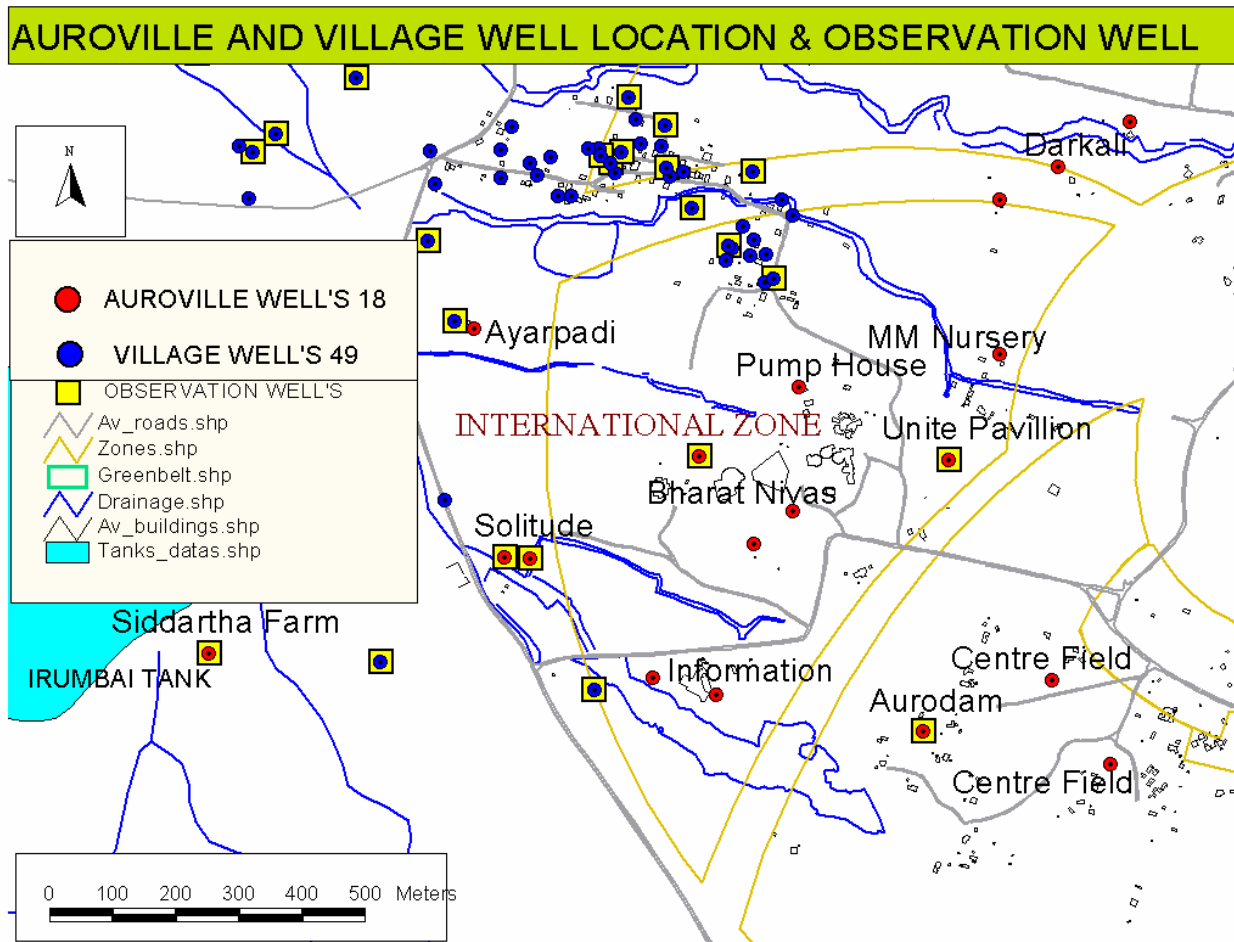 AUROVILLE AND VILLAGE WELL LOCATION & OBSERVATION WELL
N
Darkali
AUROVILLE WELL'S 18
VILLAGE WELL'S 49
OBSERVATION WELL'S
Av_roads.shp
Zones.shp
Greenbelt.shp
Drainage.shp
Av_buildings.shp
Tanks_datas.shp
Ayarpadi
MM Nursery
Pump House
INTERNATIONAL ZONE
Unite Pavillion
Bharat Nivas
Solitude
Siddartha Farm
IRUMBAI TANK
Information
Centre Field
Aurodam
Centre Field
0 100 200 300 400 500 Meters